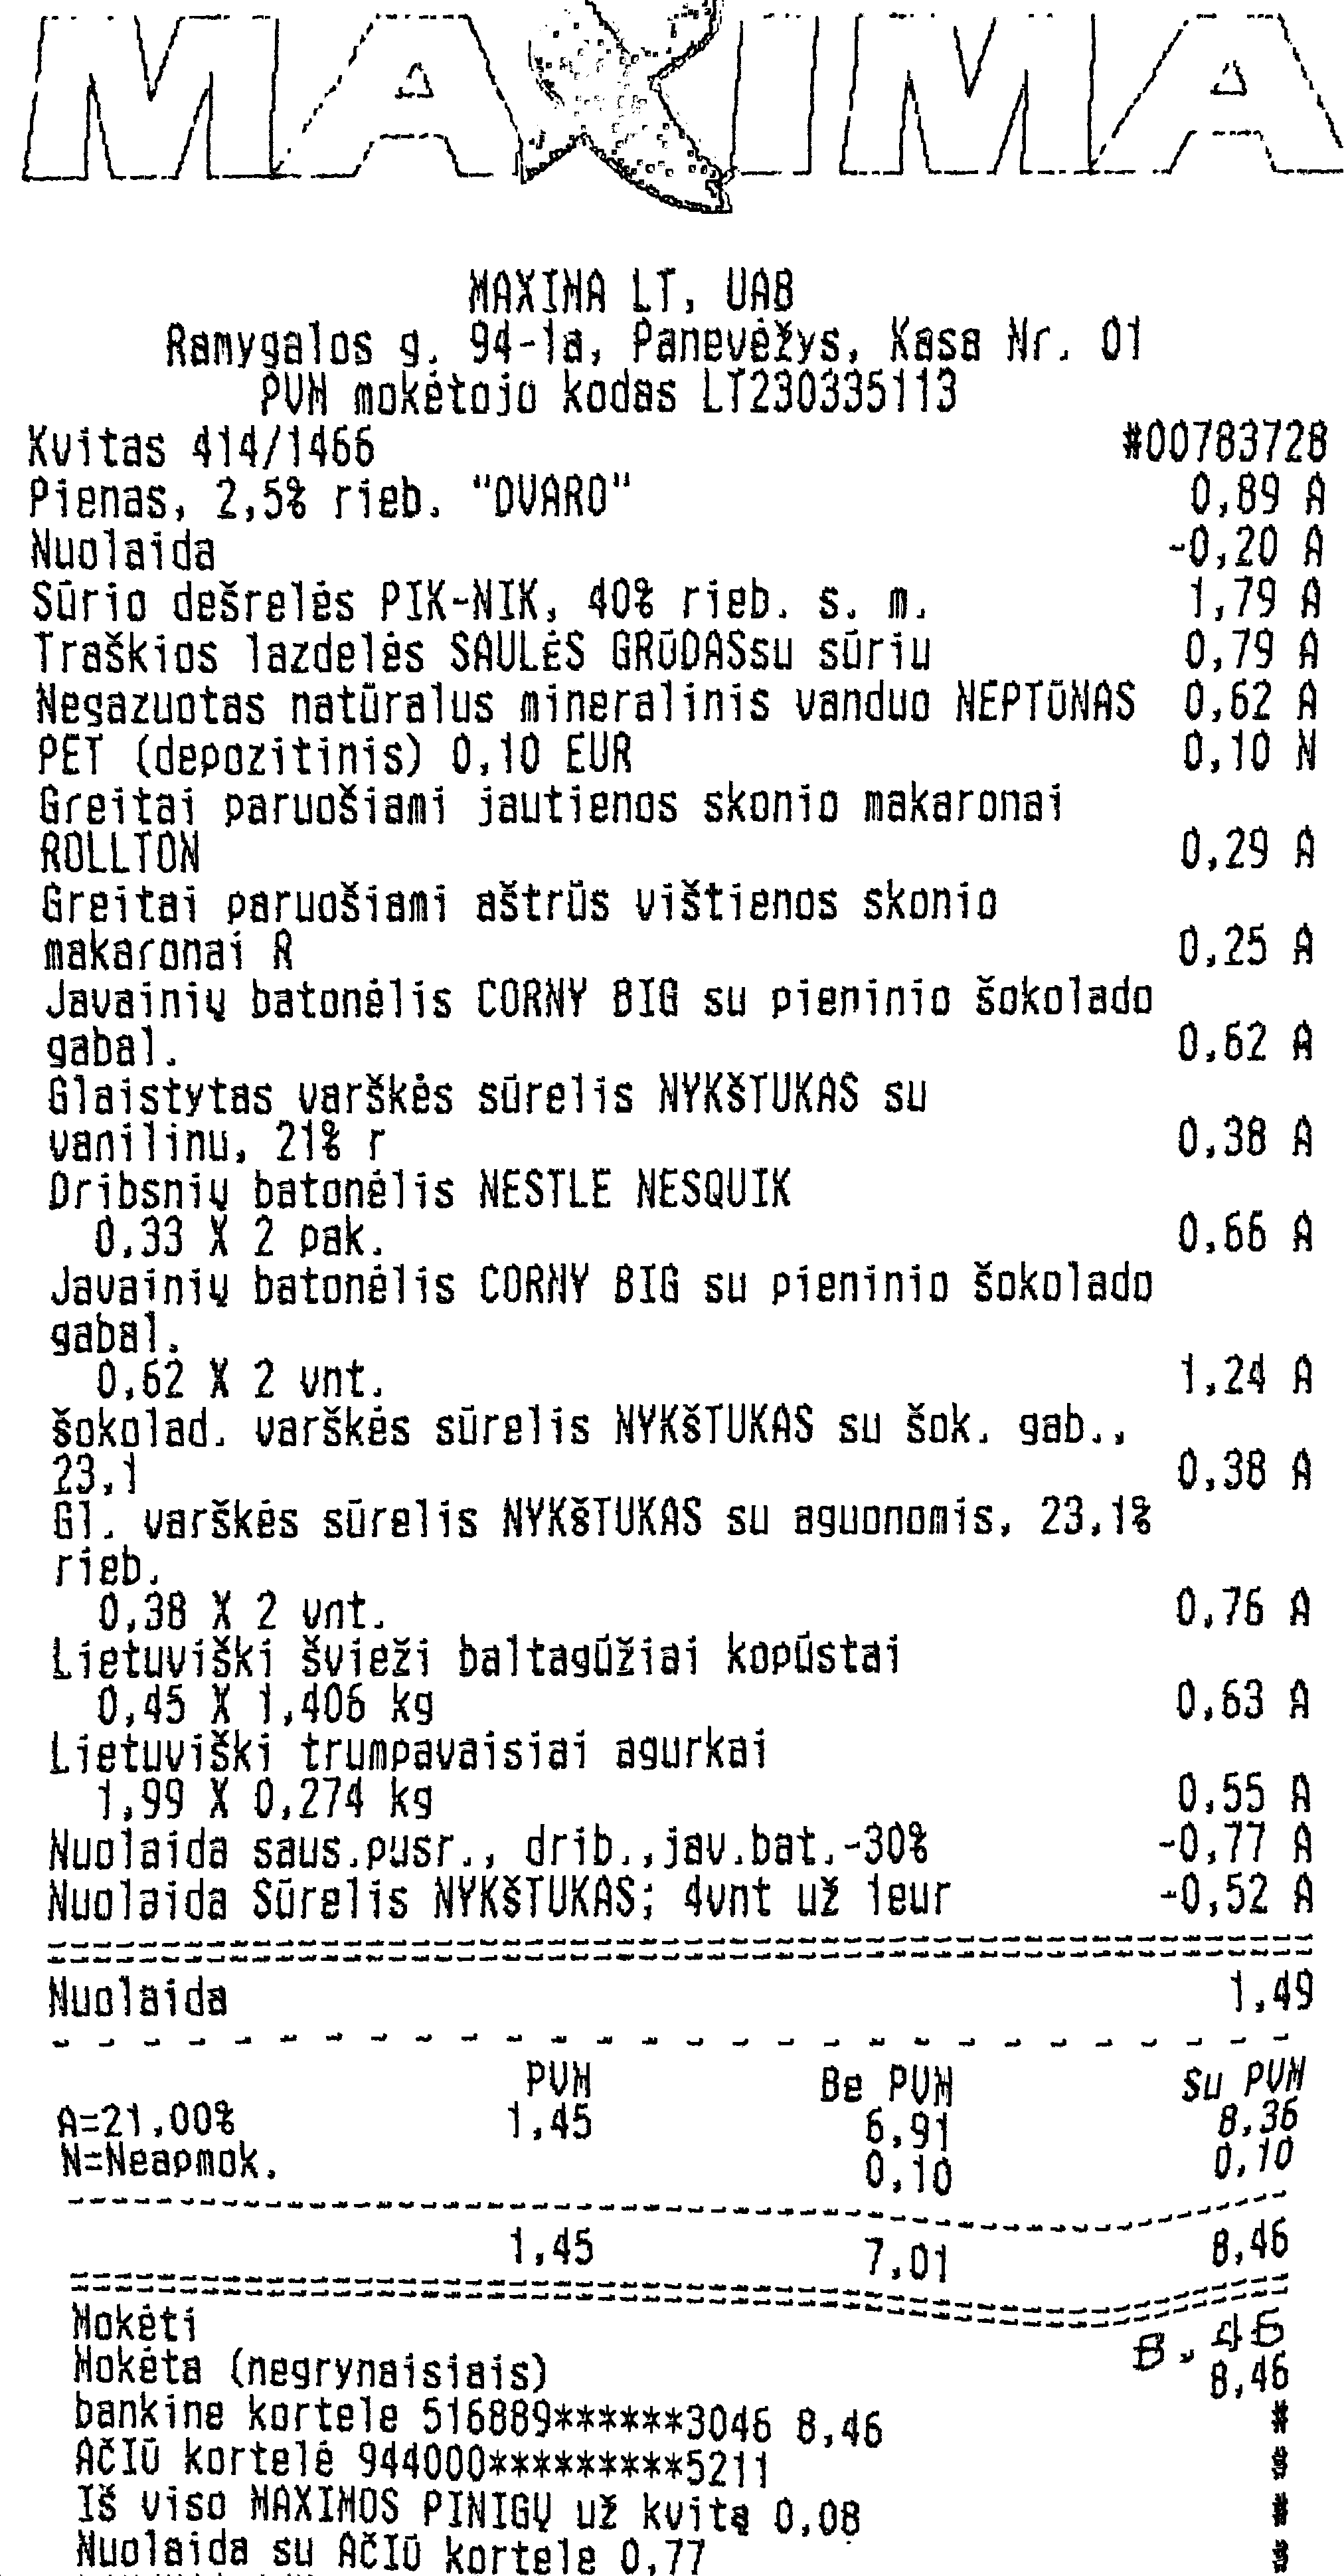 MAXIMA
MAXIMA LT, UAB
Ramygalos g. 94-1a, Panevėžys, Kasa Nr. 01
PVM mokėtojo kodas LT230335113
Kvitas 414/1466 #00783728
Pienas, 2,5% rieb. "DVARO" 0,89 A
Nuolaida -0,20 A
Sūrio dešrelės PIK-NIK, 40% rieb. s. m. 1,79 A
Traškios lazdelės SAULĖS GRŪDASsu sūriu 0,79 A
Negazuotas natūralus mineralinis vanduo NEPTŪNAS 0,62 A
PET (depozitinis) 0,10 EUR 0,10 N
Greitai paruošiami jautienos skonio makaronai
ROLLTON 0,29 A
Greitai paruošiami aštrūs vištienos skonio
makaronai R 0,25 A
Javainių batonėlis CORNY BIG su pieninio šokolado
gabal. 0,62 A
Glaistytas varškės sūrelis NYKŠTUKAS su
vanilinu, 21% r 0,38 A
Dribsnių batonėlis NESTLE NESQUIK
0,33 X 2 pak. 0,66 A
Javainių batonėlis CORNY BIG su pieninio šokolado
gabal.
0,62 X 2 vnt. 1,24 A
šokolad. varškės sūrelis NYKŠTUKAS su šok. gab.,
23,1 0,38 A
Gl. varškės sūrelis NYKŠTUKAS su aguonomis, 23,1%
rieb.
0,38 X 2 vnt. 0,76 A
Lietuviški švieži baltagūžiai kopūstai
0,45 X 1,406 kg 0,63 A
Lietuviški trumpavaisiai agurkai
1,99 X 0,274 kg 0,55 A
Nuolaida saus.pusr., drib.,jav.bat.-30% -0,77 A
Nuolaida Sūrelis NYKŠTUKAS; 4vnt už 1eur -0,52 A
Nuolaida 1,49
PVM Be PVM Su PVM
A=21,00% 1,45 6,91 8,36
N=Neapmok. 0,10 0,10
1,45 7,01 8,46
Mokėti 8,46
Mokėta (negrynaisiais) 8,46
bankine kortele 516889******3046 8,46 #
AČIŪ kortelė 944000*********5211 #
Iš viso MAXIMOS PINIGŲ už kvitą 0,08 #
Nuolaida su AČIŪ kortele 0,77 #